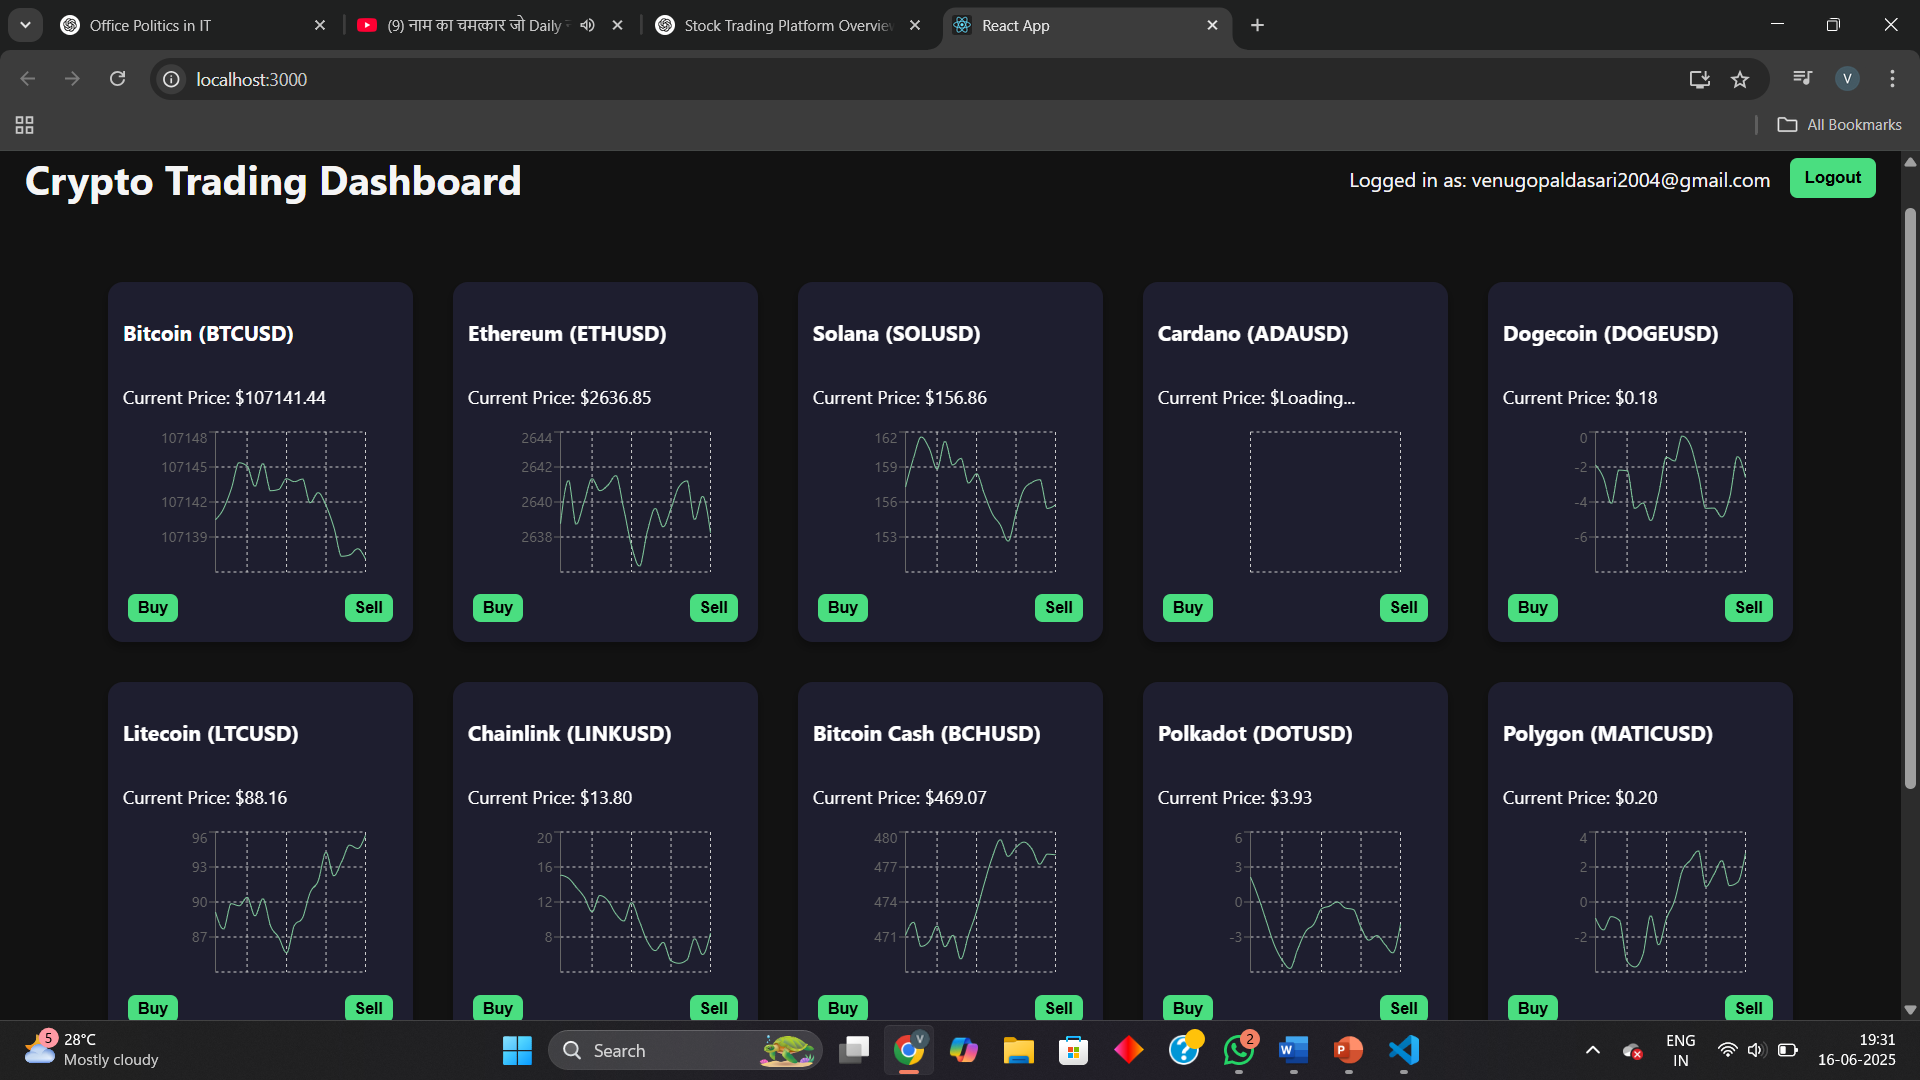 Office Politics in IT
(9) नाम का चमत्कार जो Daily
Stock Trading Platform Overvie
React App
localhost:3000
V
All Bookmarks
Crypto Trading Dashboard
Logged in as: venugopaldasari2004@gmail.com
Logout
Bitcoin (BTCUSD)
Current Price: $107141.44
107148
107145
107142
107139
Buy
Sell
Ethereum (ETHUSD)
Current Price: $2636.85
2644
2642
2640
2638
Buy
Sell
Solana (SOLUSD)
Current Price: $156.86
162
159
156
153
Buy
Sell
Cardano (ADAUSD)
Current Price: $Loading...
Buy
Sell
Dogecoin (DOGEUSD)
Current Price: $0.18
0
-2
-4
-6
Buy
Sell
Litecoin (LTCUSD)
Current Price: $88.16
96
93
90
87
Buy
Sell
Chainlink (LINKUSD)
Current Price: $13.80
20
16
12
8
Buy
Sell
Bitcoin Cash (BCHUSD)
Current Price: $469.07
480
477
474
471
Buy
Sell
Polkadot (DOTUSD)
Current Price: $3.93
6
3
0
-3
Buy
Sell
Polygon (MATICUSD)
Current Price: $0.20
4
2
0
-2
Buy
Sell
5
28°C
Mostly cloudy
Search
V
2
W
P
ENG
IN
19:31
16-06-2025